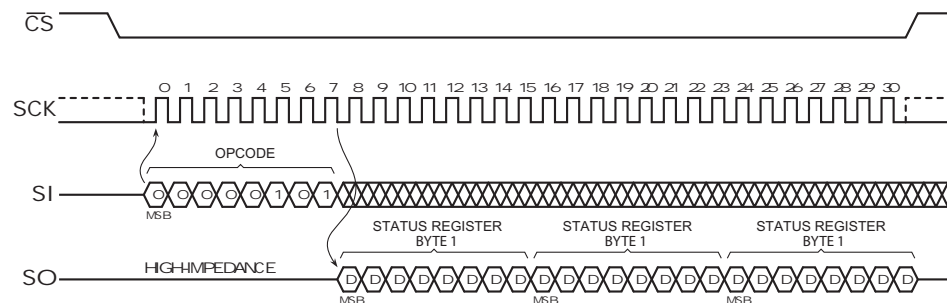 CS
0 1 2 3 4 5 6 7 8 9 10 11 12 13 14 15 16 17 18 19 20 21 22 23 24 25 26 27 28 29 30
SCK
OPCODE
SI
0 0 0 0 0 1 0 1
MSB
STATUS REGISTER
BYTE 1
STATUS REGISTER
BYTE 1
STATUS REGISTER
BYTE 1
SO
HIGH-IMPEDANCE
D D D D D D D D D D D D D D D D D D D D D D D D
MSB
MSB
MSB